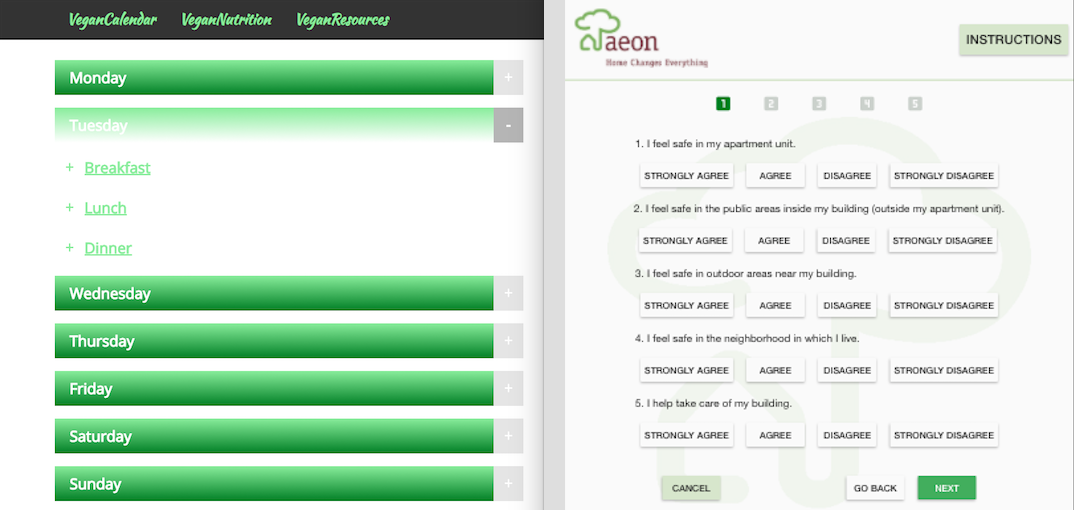 VeganCalendar VeganNutrition VeganResources
Monday +
Tuesday -
+ Breakfast
+ Lunch
+ Dinner
Wednesday +
Thursday +
Friday +
Saturday +
Sunday +
aeon
Home Changes Everything
INSTRUCTIONS
1 2 3 4 5
1. I feel safe in my apartment unit.
STRONGLY AGREE AGREE DISAGREE STRONGLY DISAGREE
2. I feel safe in the public areas inside my building (outside my apartment unit).
STRONGLY AGREE AGREE DISAGREE STRONGLY DISAGREE
3. I feel safe in outdoor areas near my building.
STRONGLY AGREE AGREE DISAGREE STRONGLY DISAGREE
4. I feel safe in the neighborhood in which I live.
STRONGLY AGREE AGREE DISAGREE STRONGLY DISAGREE
5. I help take care of my building.
STRONGLY AGREE AGREE DISAGREE STRONGLY DISAGREE
CANCEL GO BACK NEXT